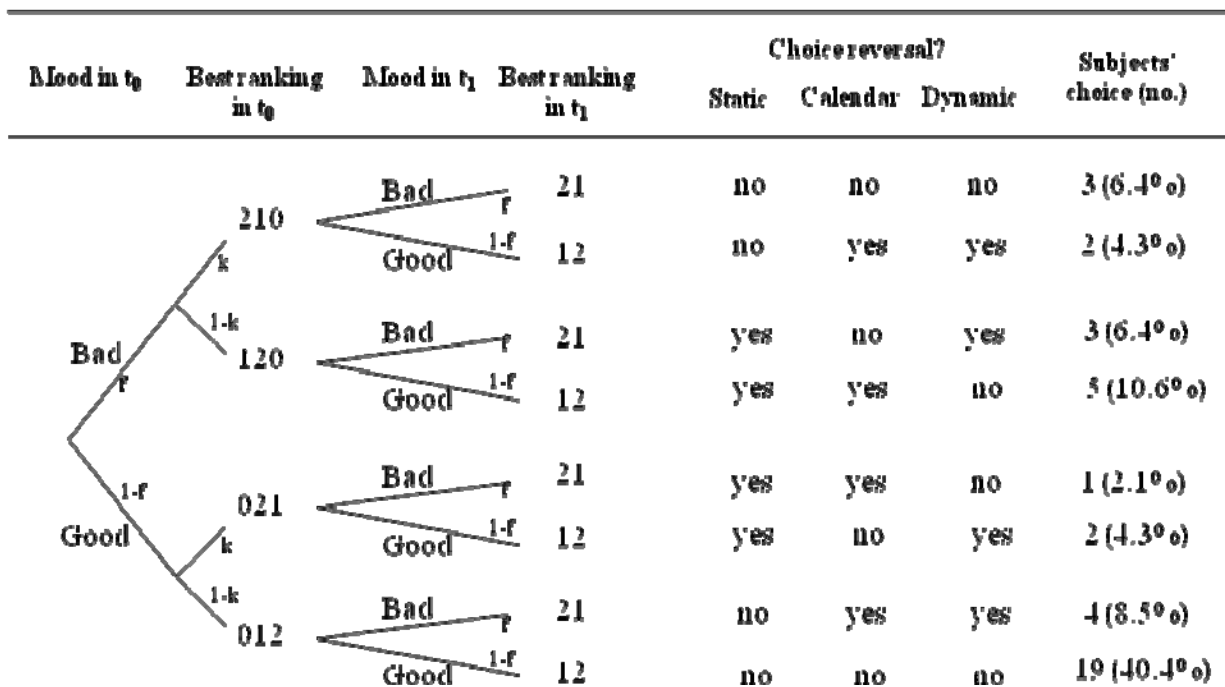 Choice reversal?
Mood in t0 Best ranking in t0 Mood in t1 Best ranking in t1 Static Calendar Dynamic Subjects' choice (no.)
Bad f 21 no no no 3 (6.4%)
210
k Good 1-f 12 no yes yes 2 (4.3%)
1-k Bad f 21 yes no yes 3 (6.4%)
Bad f 120
Good 1-f 12 yes yes no 5 (10.6%)
1-f Bad f 21 yes yes no 1 (2.1%)
Good 021
k Good 1-f 12 yes no yes 2 (4.3%)
1-k Bad f 21 no yes yes 4 (8.5%)
012
Good 1-f 12 no no no 19 (40.4%)